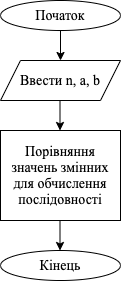 Початок
Ввести n, a, b
Порівняння
значень змінних
для обчислення
послідовності
Кінець